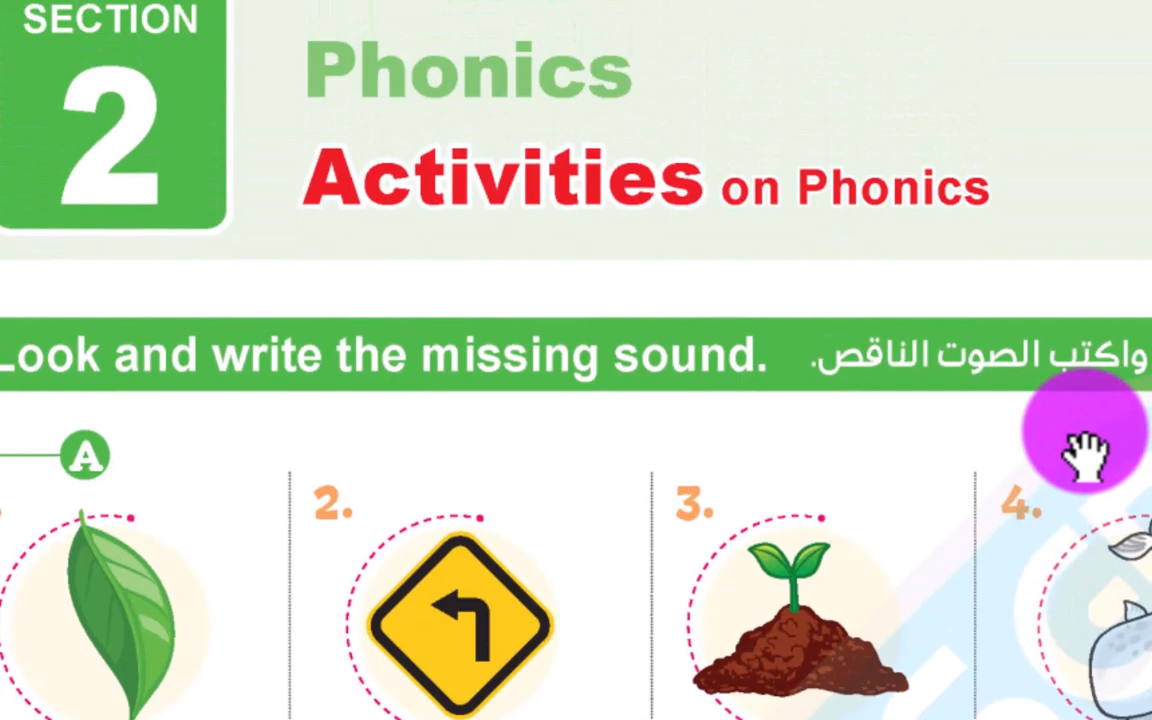 SECTION
2
Phonics
Activities on Phonics
Look and write the missing sound. واكتب الصوت الناقص.
A
2.
3.
4.